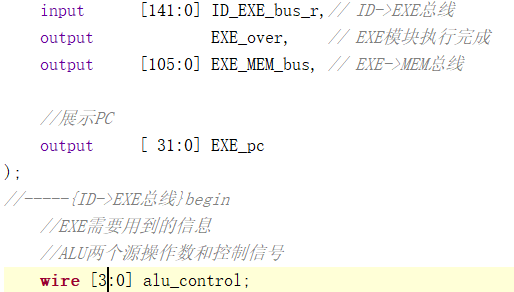 input [141:0] ID_EXE_bus_r,// ID->EXE总线
output EXE_over, // EXE模块执行完成
output [105:0] EXE_MEM_bus, // EXE->MEM总线
//展示PC
output [ 31:0] EXE_pc
);
//-----{ID->EXE总线}begin
//EXE需要用到的信息
//ALU两个源操作数和控制信号
wire [3:0] alu_control;